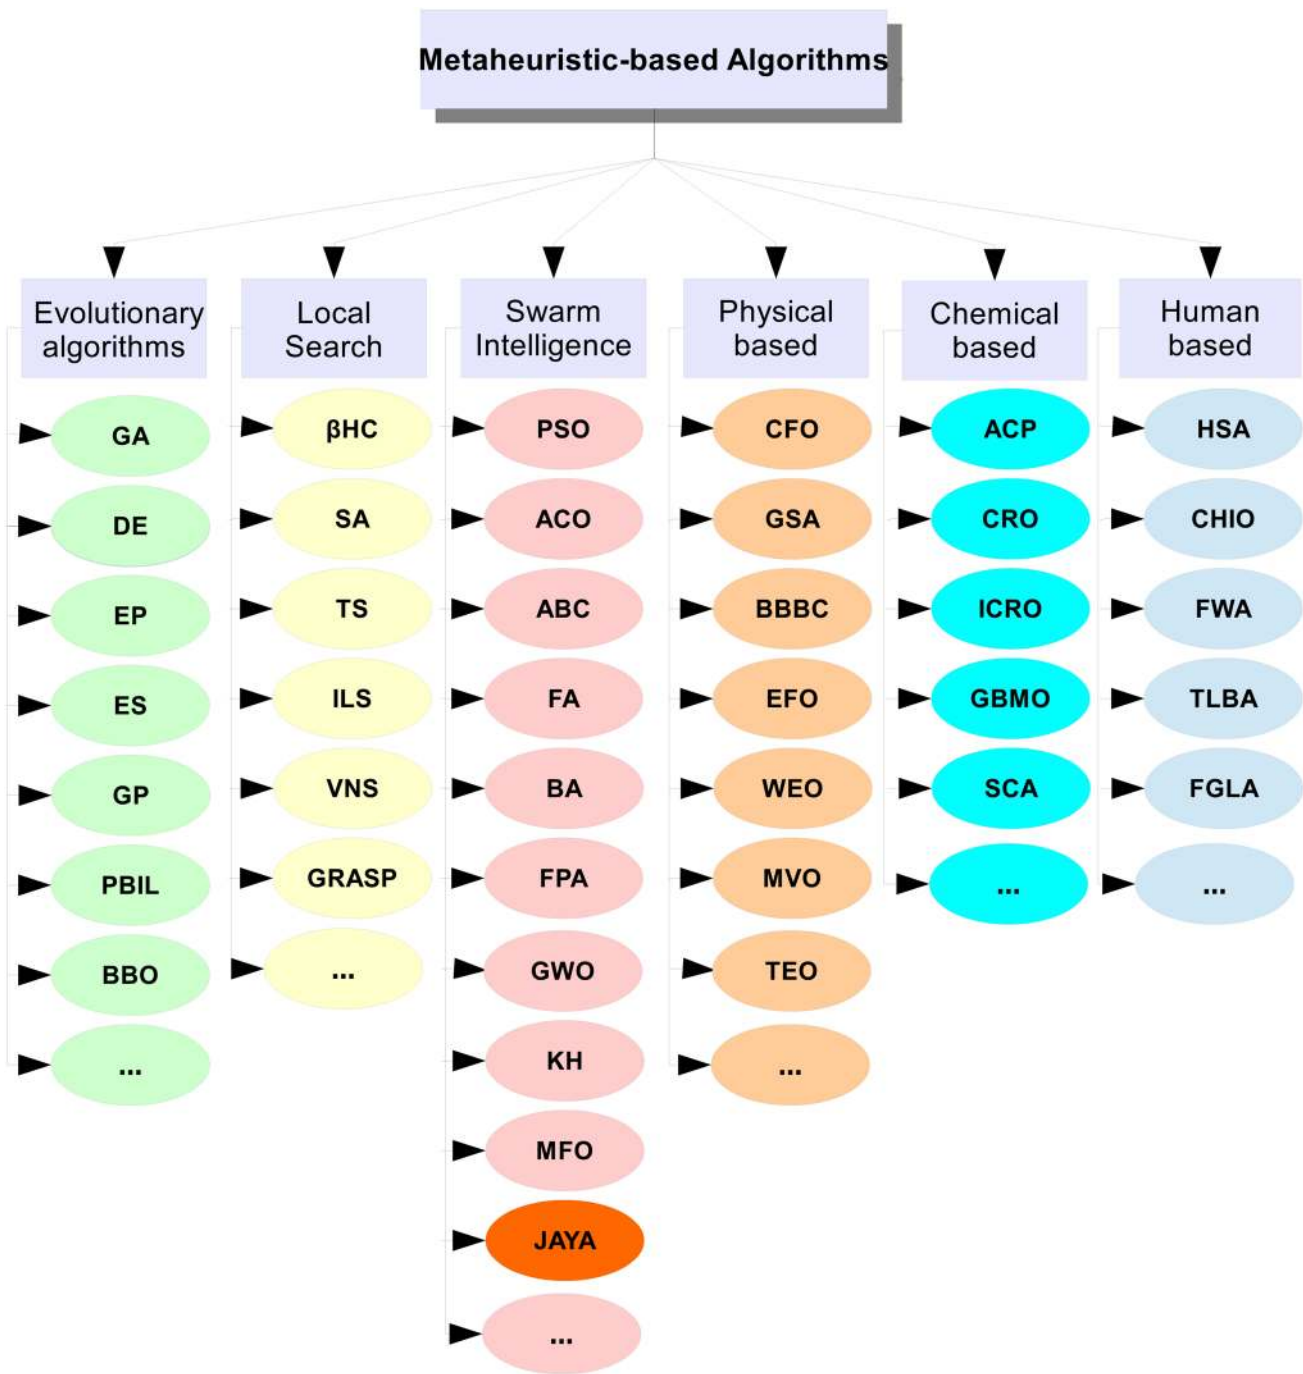 Metaheuristic-based Algorithms
Evolutionary
algorithms
GA
DE
EP
ES
GP
PBIL
BBO
...
Local
Search
βHC
SA
TS
ILS
VNS
GRASP
...
Swarm
Intelligence
PSO
ACO
ABC
FA
BA
FPA
GWO
KH
MFO
JAYA
...
Physical
based
CFO
GSA
BBBC
EFO
WEO
MVO
TEO
...
Chemical
based
ACP
CRO
ICRO
GBMO
SCA
...
Human
based
HSA
CHIO
FWA
TLBA
FGLA
...